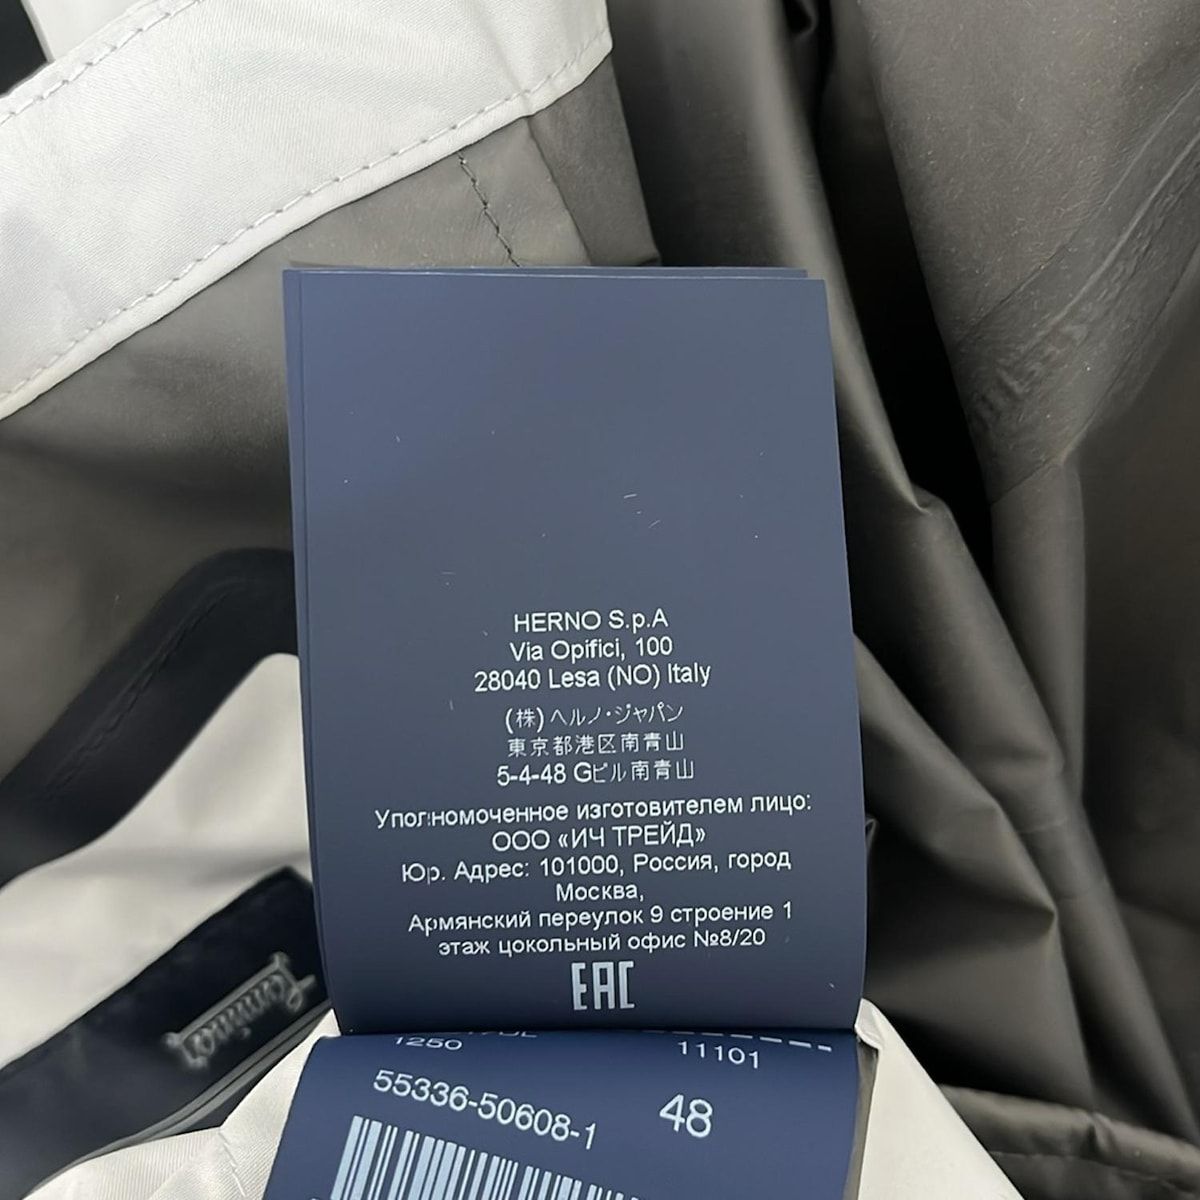 HERNO S.p.A
Via Opifici, 100
28040 Lesa (NO) Italy
(株)ヘルノ・ジャパン
東京都港区南青山
5-4-48 Gビル南青山
Уполномоченное изготовителем лицо:
ООО «ИЧ ТРЕЙД»
Юр. Адрес: 101000, Россия, город
Москва,
Армянский переулок 9 строение 1
этаж цокольный офис №8/20
EAC
1250 11101
55336-50608-1 48